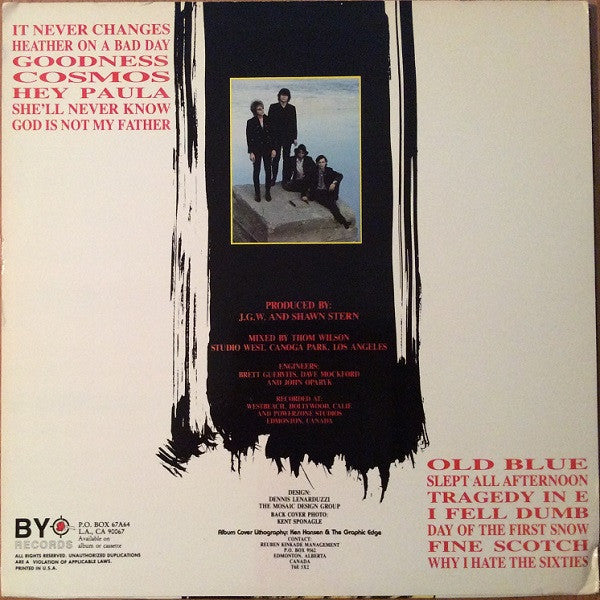 IT NEVER CHANGES
HEATHER ON A BAD DAY
GOODNESS
COSMOS
HEY PAULA
SHE'LL NEVER KNOW
GOD IS NOT MY FATHER
PRODUCED BY:
J.G.W. AND SHAWN STERN
MIXED BY THOM WILSON
STUDIO WEST, CANOGA PARK, LOS ANGELES
ENGINEERS:
BRETT GUERVITS, DAVE MOCKFORD
AND JOHN OPARYK
RECORDED AT:
WESTBEACH, HOLLYWOOD, CALIF
AND POWERZONE STUDIOS
EDMONTON, CANADA
OLD BLUE
SLEPT ALL AFTERNOON
TRAGEDY IN E
I FELL DUMB
DAY OF THE FIRST SNOW
FINE SCOTCH
WHY I HATE THE SIXTIES
DESIGN:
DENNIS LENARDUZZI
THE MOSAIC DESIGN GROUP
BACK COVER PHOTO:
KENT SPONAGLE
Album Cover Lithography: Ken Hansen & The Graphic Edge
CONTACT:
REUBEN KINKADE MANAGEMENT
P.O. BOX 9162
EDMONTON, ALBERTA
CANADA
T6E 5X2
BYO
RECORDS
P.O. BOX 67A64
L.A., CA 90067
Available on
album or cassette
ALL RIGHTS RESERVED. UNAUTHORIZED DUPLICATIONS
ARE A VIOLATION OF APPLICABLE LAWS.
PRINTED IN U.S.A.